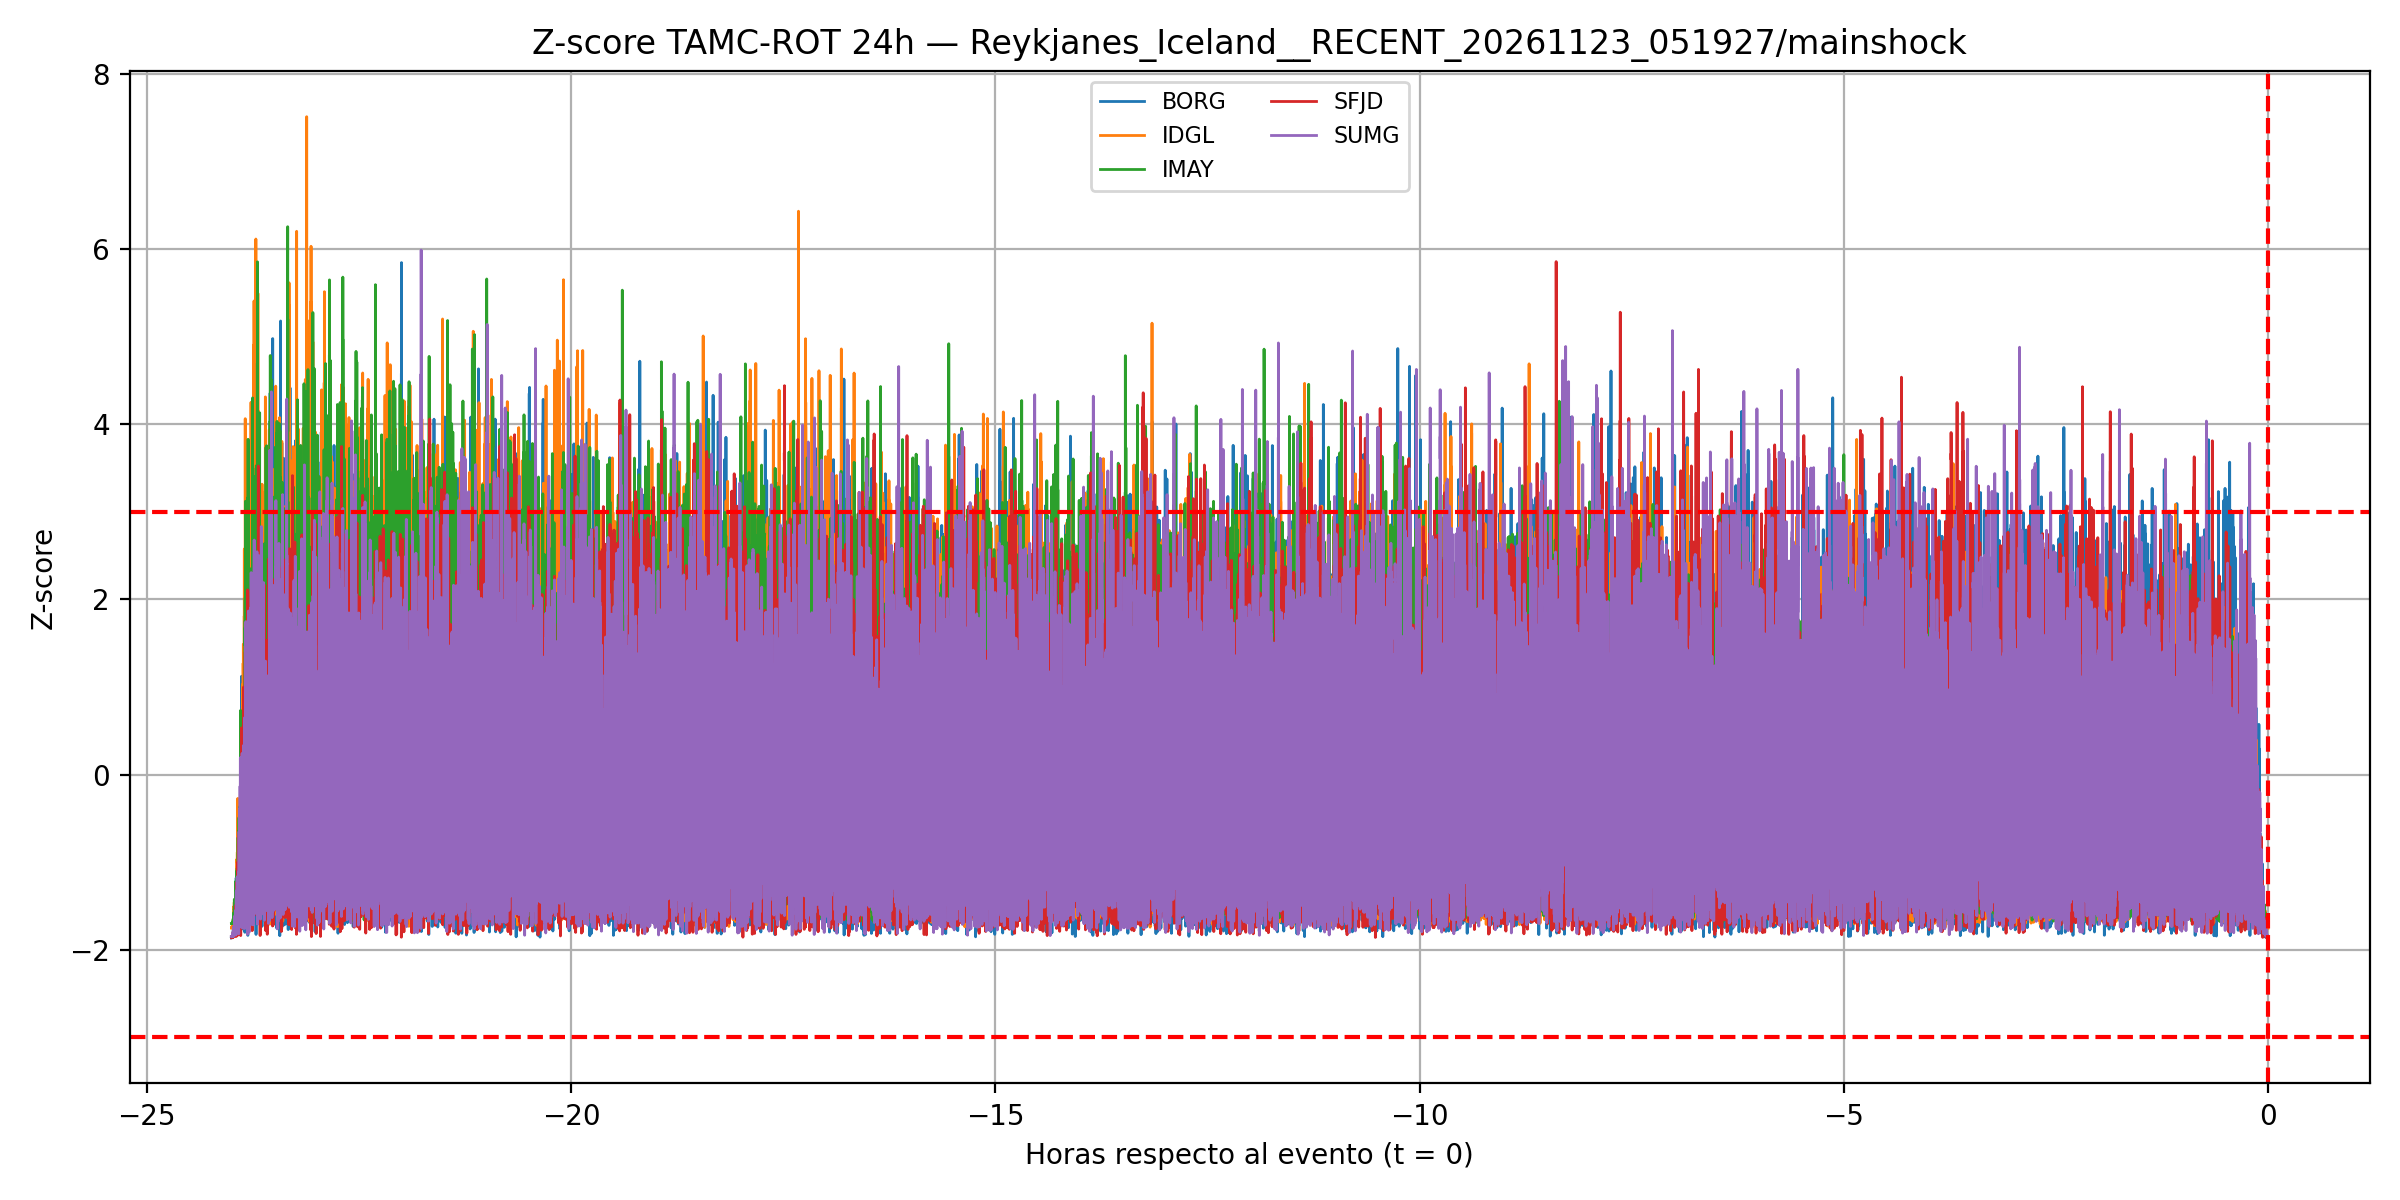 Z-score TAMC-ROT 24h — Reykjanes_Iceland__RECENT_20261123_051927/mainshock
BORG
IDGL
IMAY
SFJD
SUMG
Z-score
8
6
4
2
0
−2
−25
−20
−15
−10
−5
0
Horas respecto al evento (t = 0)